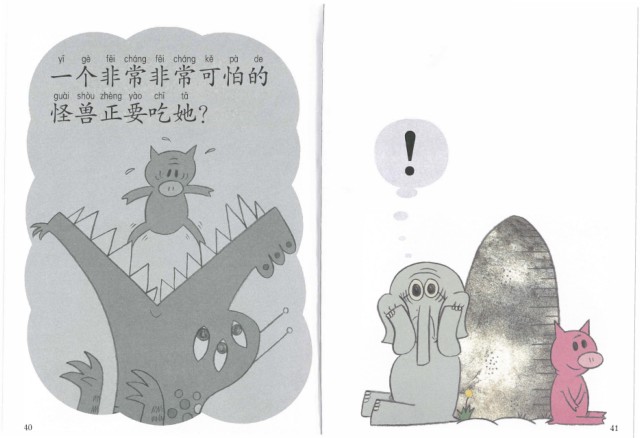 yī gè fēi cháng fēi cháng kě pà de
一个非常非常可怕的
guài shòu zhèng yào chī tā
怪兽正要吃她？
!
40
41